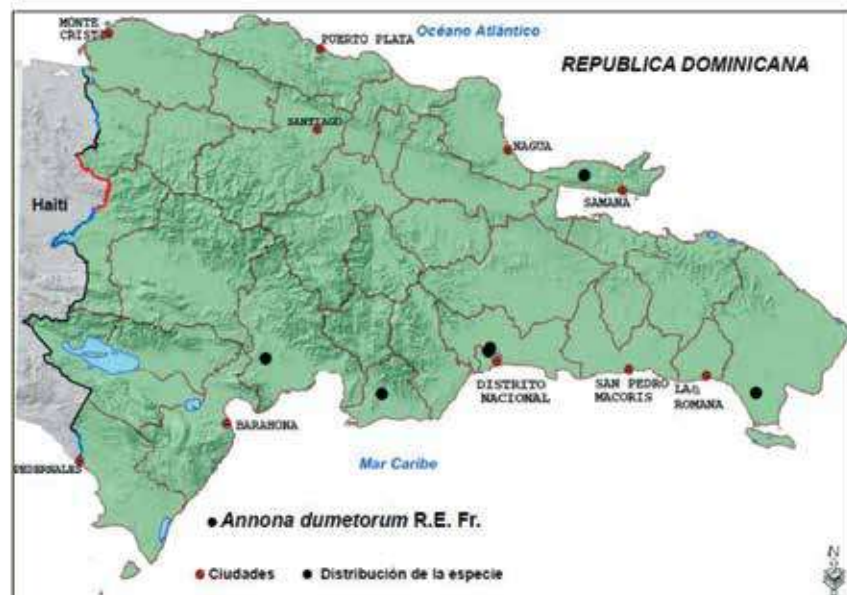 MONTE
CRISTI
PUERTO PLATA
Océano Atlántico
REPUBLICA DOMINICANA
SANTIAGO
NAGUA
SAMANA
Haití
DISTRITO
NACIONAL
SAN PEDRO
MACORIS
LA
ROMANA
BARAHONA
PEDERNALES
Mar Caribe
Annona dumetorum R.E. Fr.
Ciudades
Distribución de la especie
N